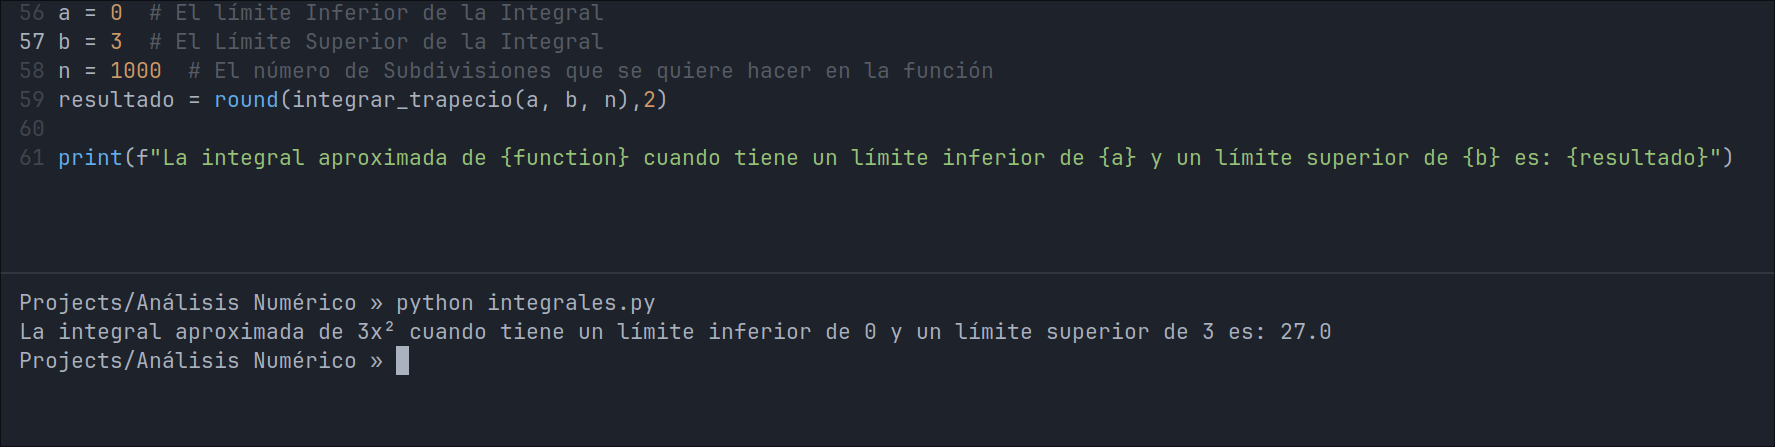 56 a = 0  # El límite Inferior de la Integral
57 b = 3  # El Límite Superior de la Integral
58 n = 1000  # El número de Subdivisiones que se quiere hacer en la función
59 resultado = round(integrar_trapecio(a, b, n),2)
60
61 print(f"La integral aproximada de {function} cuando tiene un límite inferior de {a} y un límite superior de {b} es: {resultado}")
Projects/Análisis Numérico » python integrales.py
La integral aproximada de 3x² cuando tiene un límite inferior de 0 y un límite superior de 3 es: 27.0
Projects/Análisis Numérico »